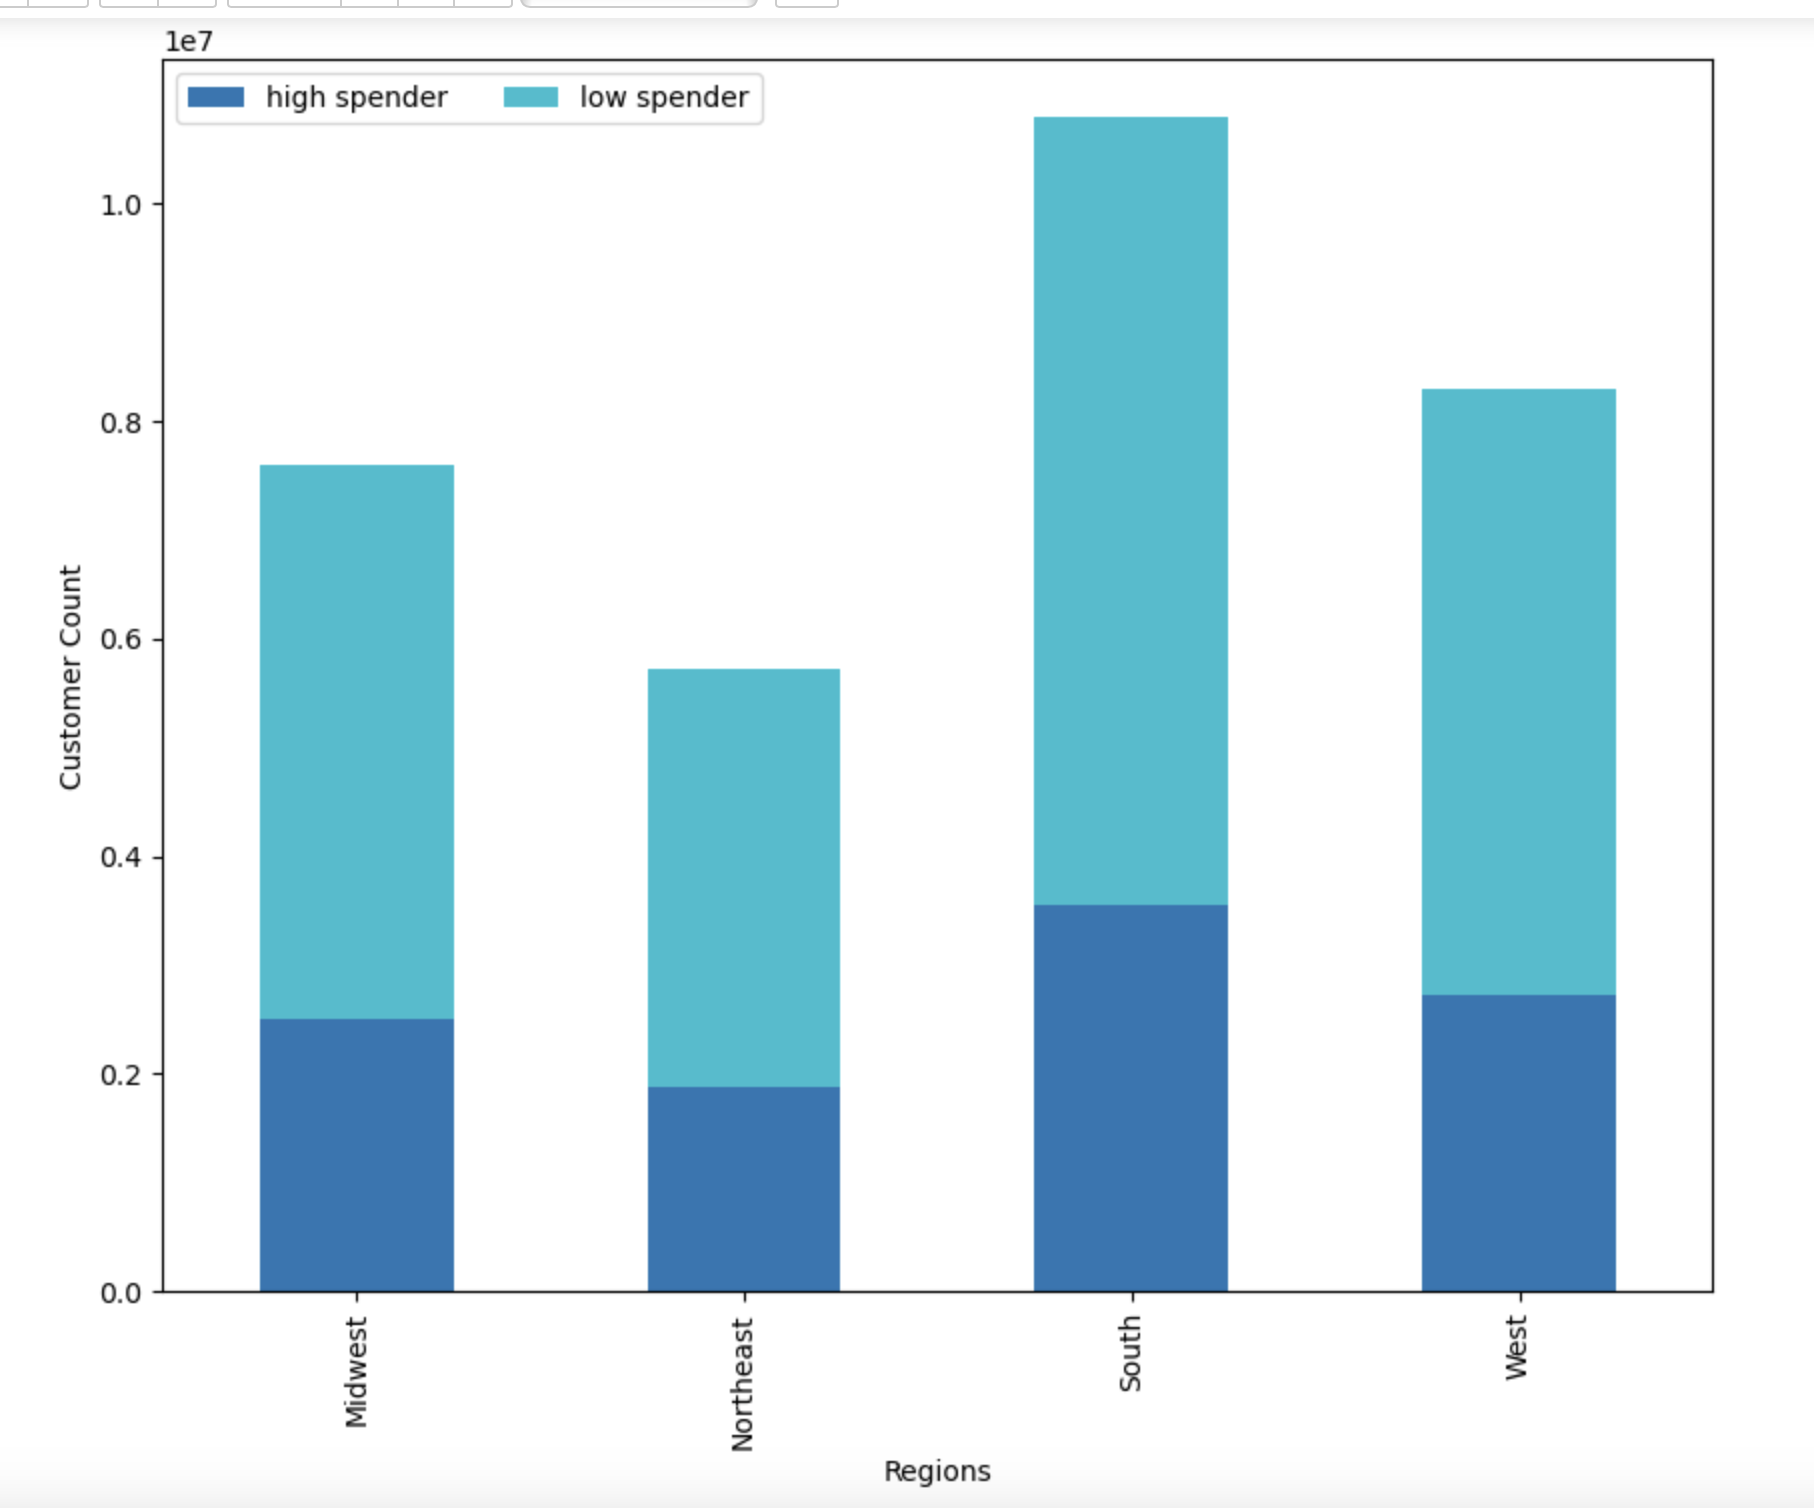 1e7
high spender low spender
1.0
0.8
0.6
0.4
0.2
0.0
Customer Count
Midwest
Northeast
South
West
Regions